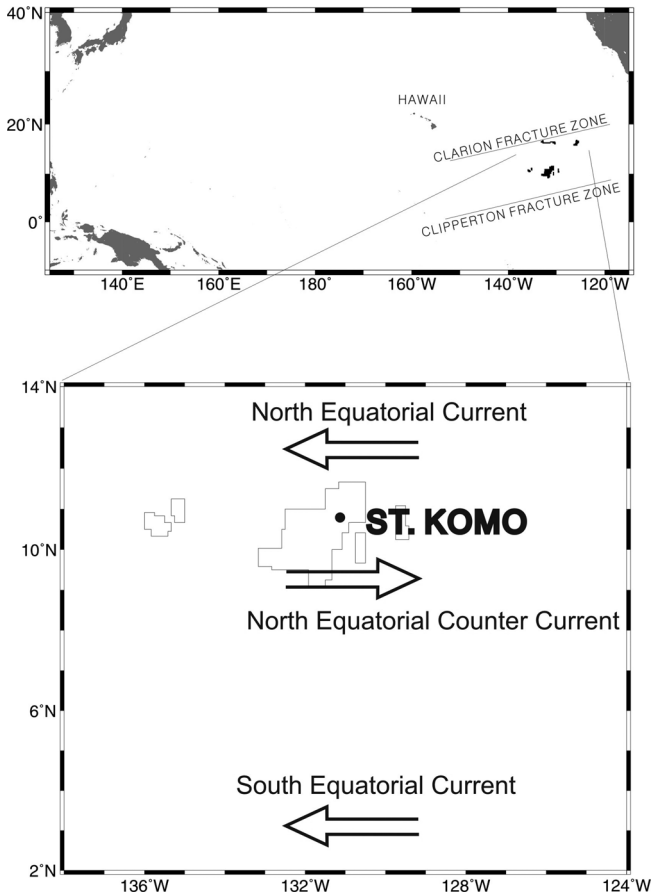 40˚N
HAWAII
20˚N
CLARION FRACTURE ZONE
0˚
CLIPPERTON FRACTURE ZONE
140˚E
160˚E
180˚
160˚W
140˚W
120˚W
14˚N
North Equatorial Current
ST. KOMO
10˚N
North Equatorial Counter Current
6˚N
South Equatorial Current
2˚N
136˚W
132˚W
128˚W
124˚W